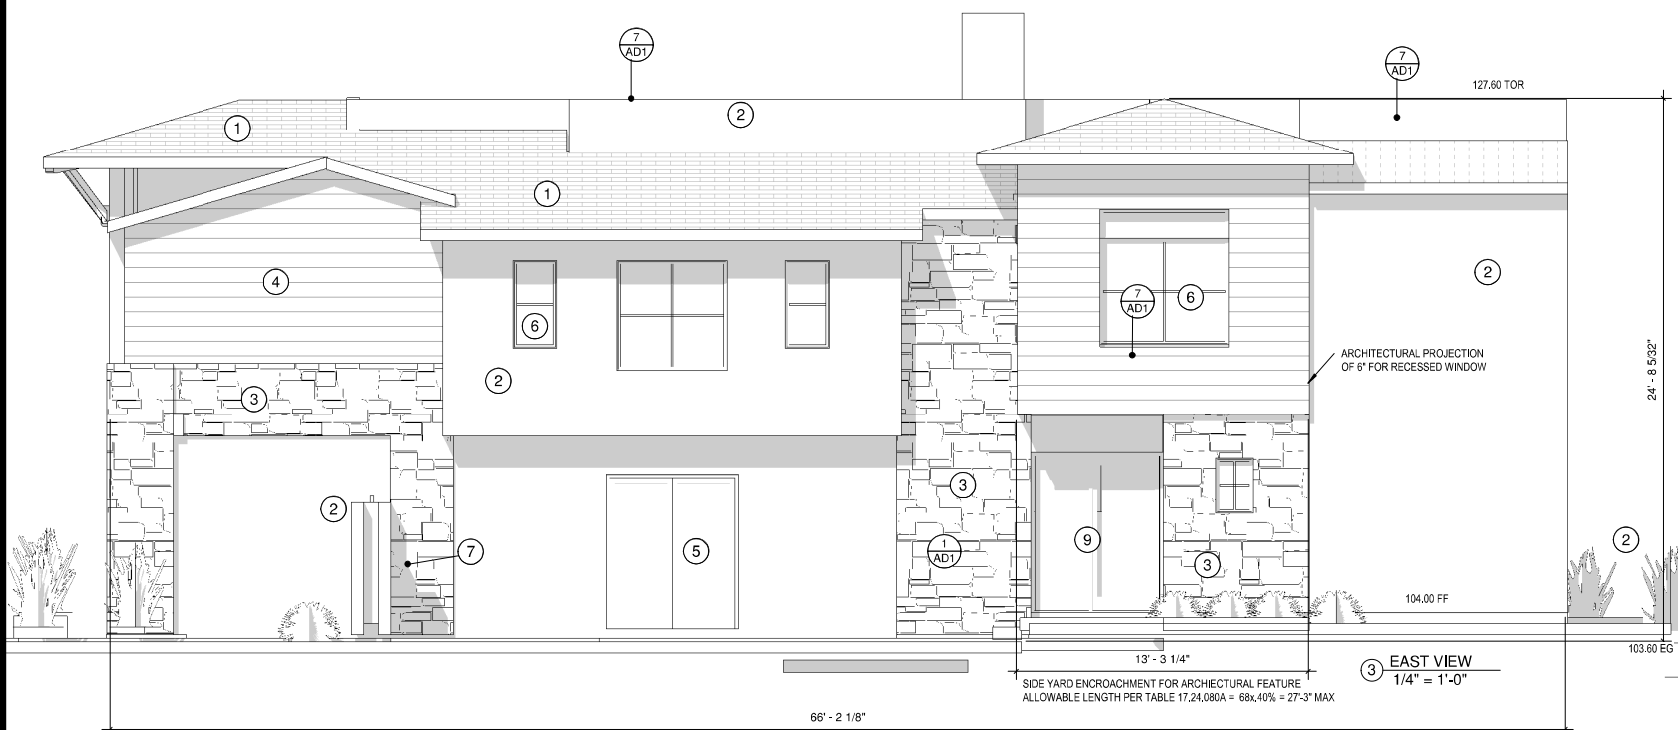 7
AD1
7
AD1
127.60 TOR
2
1
1
2
4
6
7
AD1
6
ARCHITECTURAL PROJECTION
OF 6" FOR RECESSED WINDOW
24' - 8 5/32"
2
3
3
2
7
5
1
AD1
9
3
2
104.00 FF
103.60 EG
13' - 3 1/4"
SIDE YARD ENCROACHMENT FOR ARCHIECTURAL FEATURE
ALLOWABLE LENGTH PER TABLE 17.24.080A = 68x.40% = 27'-3" MAX
3 EAST VIEW
1/4" = 1'-0"
66' - 2 1/8"